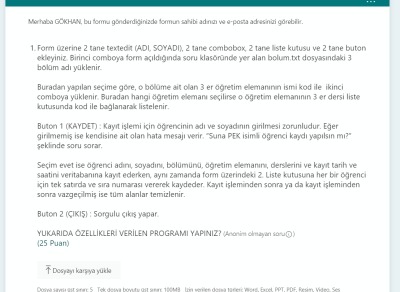 Merhaba GÖKHAN, bu formu gönderdiğinizde formun sahibi adınızı ve e-posta adresinizi görebilir.
1. Form üzerine 2 tane textedit (ADI, SOYADI), 2 tane combobox, 2 tane liste kutusu ve 2 tane buton
ekleyiniz. Birinci comboya form açıldığında soru klasöründe yer alan bolum.txt dosyasındaki 3
bölüm adı yüklenir.
Buradan yapılan seçime göre, o bölüme ait olan 3 er öğretim elemanının ismi kod ile ikinci
comboya yüklenir. Buradan hangi öğretim elemanı seçilirse o öğretim elemanının 3 er dersi liste
kutusunda kod ile bağlanarak listelenir.
Buton 1 (KAYDET) : Kayıt işlemi için öğrencinin adı ve soyadının girilmesi zorunludur. Eğer
girilmemiş ise kendisine ait olan hata mesajı verir. "Suna PEK isimli öğrenci kaydı yapılsın mı?"
şeklinde soru sorar.
Seçim evet ise öğrenci adını, soyadını, bölümünü, öğretim elemanını, derslerini ve kayıt tarih ve
saatini veritabanına kayıt ederken, aynı zamanda form üzerindeki 2. Liste kutusuna her bir öğrenci
için tek satırda ve sıra numarası vererek kaydeder. Kayıt işleminden sonra ya da kayıt işleminden
sonra vazgeçilmiş ise tüm alanlar temizlenir.
Buton 2 (ÇIKIŞ) : Sorgulu çıkış yapar.
YUKARIDA ÖZELLİKLERİ VERİLEN PROGRAMI YAPINIZ? (Anonim olmayan soru)
(25 Puan)
Dosyayı karşıya yükle
Dosya sayısı üst sınırı: 5 Tek dosya boyutu üst sınırı: 100MB İzin verilen dosya türleri: Word, Excel, PPT, PDF, Resim, Video, Ses